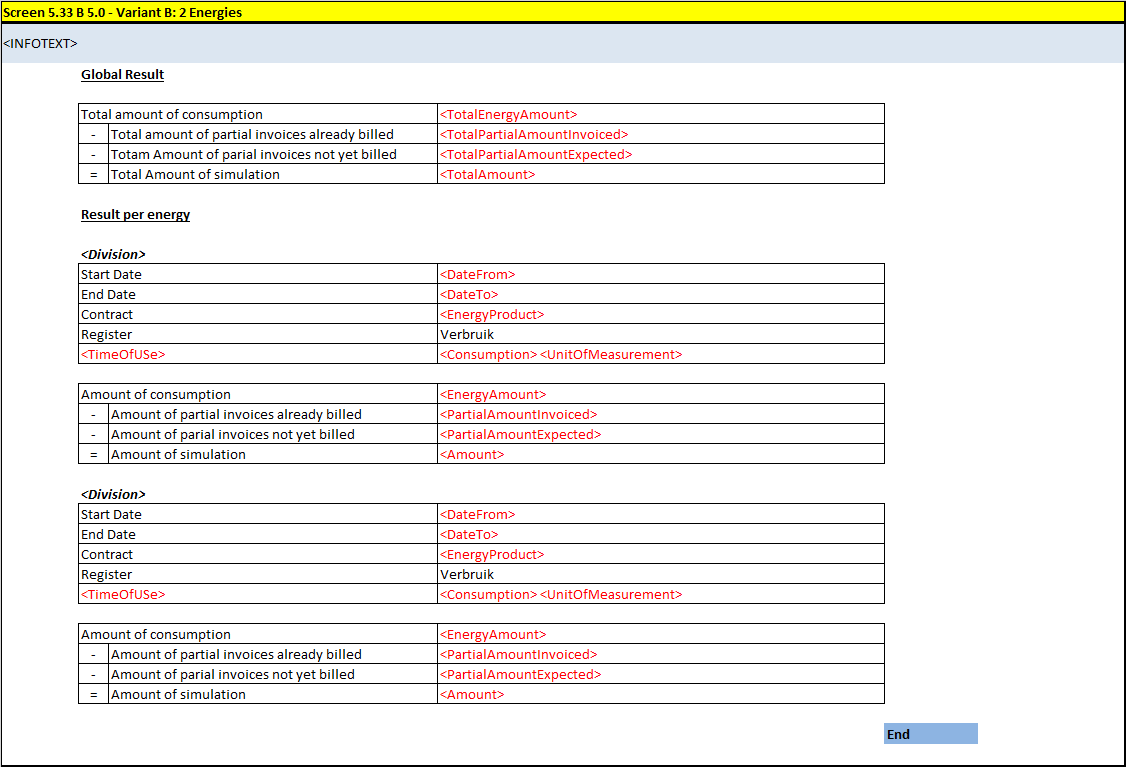 Screen 5.33 B 5.0 - Variant B: 2 Energies
<INFOTEXT>
Global Result
Total amount of consumption <TotalEnergyAmount>
- Total amount of partial invoices already billed <TotalPartialAmountInvoiced>
- Totam Amount of parial invoices not yet billed <TotalPartialAmountExpected>
= Total Amount of simulation <TotalAmount>
Result per energy
<Division>
Start Date <DateFrom>
End Date <DateTo>
Contract <EnergyProduct>
Register Verbruik
<TimeOfUSe> <Consumption> <UnitOfMeasurement>
Amount of consumption <EnergyAmount>
- Amount of partial invoices already billed <PartialAmountInvoiced>
- Amount of parial invoices not yet billed <PartialAmountExpected>
= Amount of simulation <Amount>
<Division>
Start Date <DateFrom>
End Date <DateTo>
Contract <EnergyProduct>
Register Verbruik
<TimeOfUSe> <Consumption> <UnitOfMeasurement>
Amount of consumption <EnergyAmount>
- Amount of partial invoices already billed <PartialAmountInvoiced>
- Amount of parial invoices not yet billed <PartialAmountExpected>
= Amount of simulation <Amount>
End